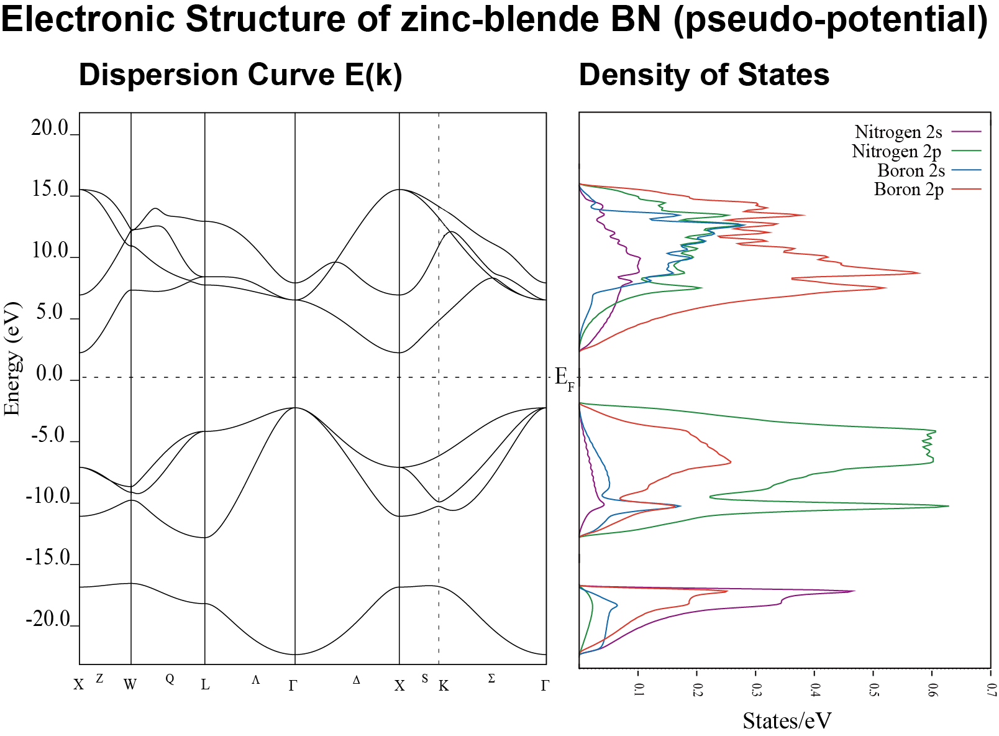 Electronic Structure of zinc-blende BN (pseudo-potential)
Dispersion Curve E(k)
Density of States
Energy (eV)
20.0
15.0
10.0
5.0
0.0
-5.0
-10.0
-15.0
-20.0
X Z W Q L Λ Γ Δ X S K Σ Γ
E_F
Nitrogen 2s
Nitrogen 2p
Boron 2s
Boron 2p
0.1 0.2 0.3 0.4 0.5 0.6 0.7
States/eV